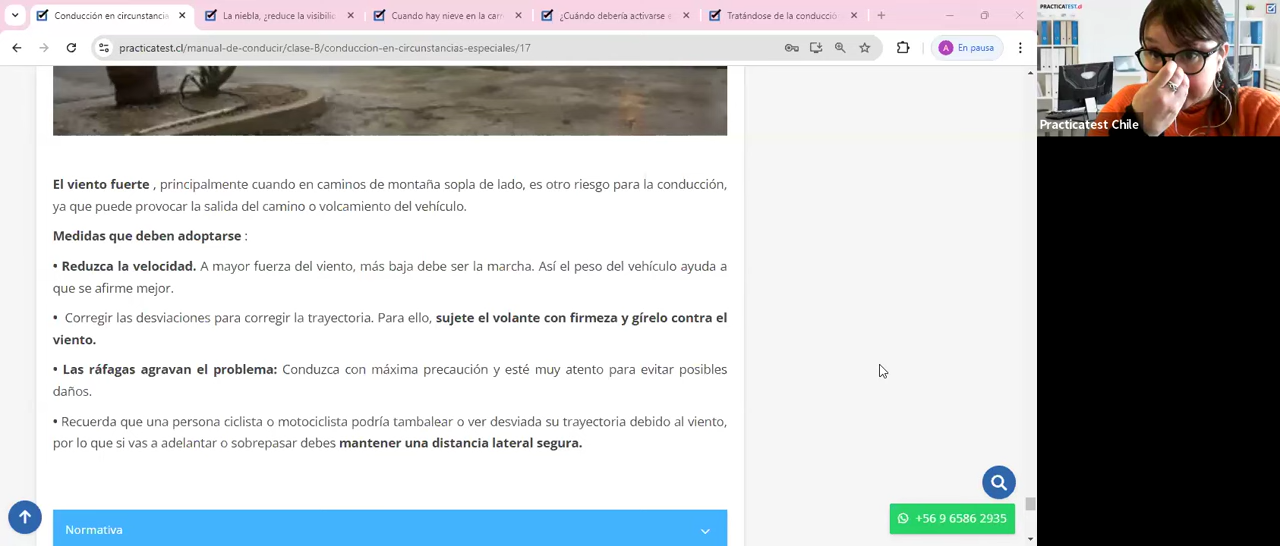 Conducción en circunstancia
La niebla, ¿reduce la visibilid
Cuando hay nieve en la carr
¿Cuándo debería activarse e
Tratándose de la conducció
practicatest.cl/manual-de-conducir/clase-B/conduccion-en-circunstancias-especiales/17
A En pausa
PRACTICATEST.cl
Practicatest Chile
El viento fuerte , principalmente cuando en caminos de montaña sopla de lado, es otro riesgo para la conducción,
ya que puede provocar la salida del camino o volcamiento del vehículo.
Medidas que deben adoptarse :
• Reduzca la velocidad. A mayor fuerza del viento, más baja debe ser la marcha. Así el peso del vehículo ayuda a
que se afirme mejor.
• Corregir las desviaciones para corregir la trayectoria. Para ello, sujete el volante con firmeza y gírelo contra el
viento.
• Las ráfagas agravan el problema: Conduzca con máxima precaución y esté muy atento para evitar posibles
daños.
• Recuerda que una persona ciclista o motociclista podría tambalear o ver desviada su trayectoria debido al viento,
por lo que si vas a adelantar o sobrepasar debes mantener una distancia lateral segura.
+56 9 6586 2935
Normativa